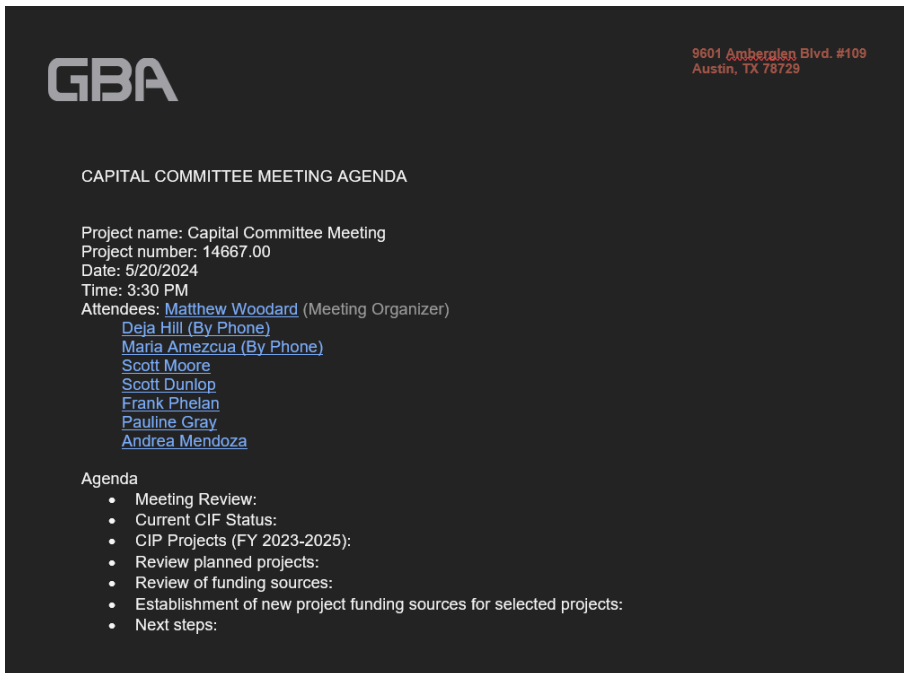 GBA
9601 Amberglen Blvd. #109
Austin, TX 78729
CAPITAL COMMITTEE MEETING AGENDA
Project name: Capital Committee Meeting
Project number: 14667.00
Date: 5/20/2024
Time: 3:30 PM
Attendees: Matthew Woodard (Meeting Organizer)
Deja Hill (By Phone)
Maria Amezcua (By Phone)
Scott Moore
Scott Dunlop
Frank Phelan
Pauline Gray
Andrea Mendoza
Agenda
• Meeting Review:
• Current CIF Status:
• CIP Projects (FY 2023-2025):
• Review planned projects:
• Review of funding sources:
• Establishment of new project funding sources for selected projects:
• Next steps: